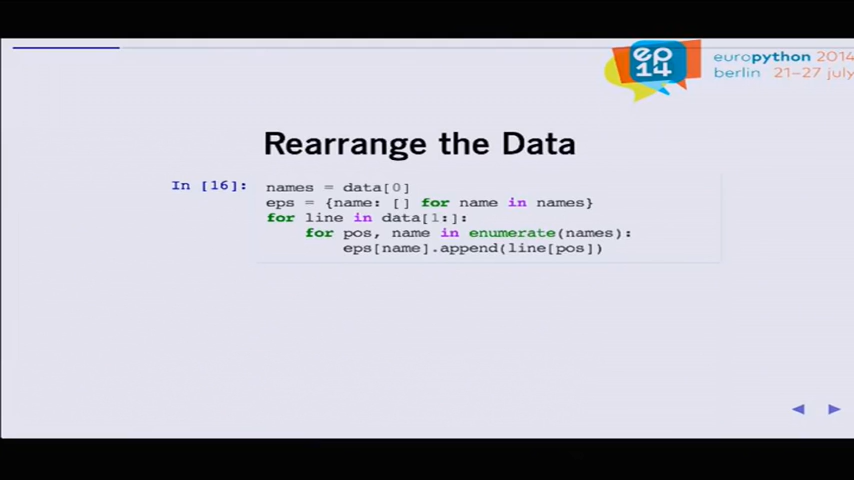 ep
14
europython 2014
berlin 21–27 july
Rearrange the Data
In [16]:
names = data[0]
eps = {name: [] for name in names}
for line in data[1:]:
    for pos, name in enumerate(names):
        eps[name].append(line[pos])